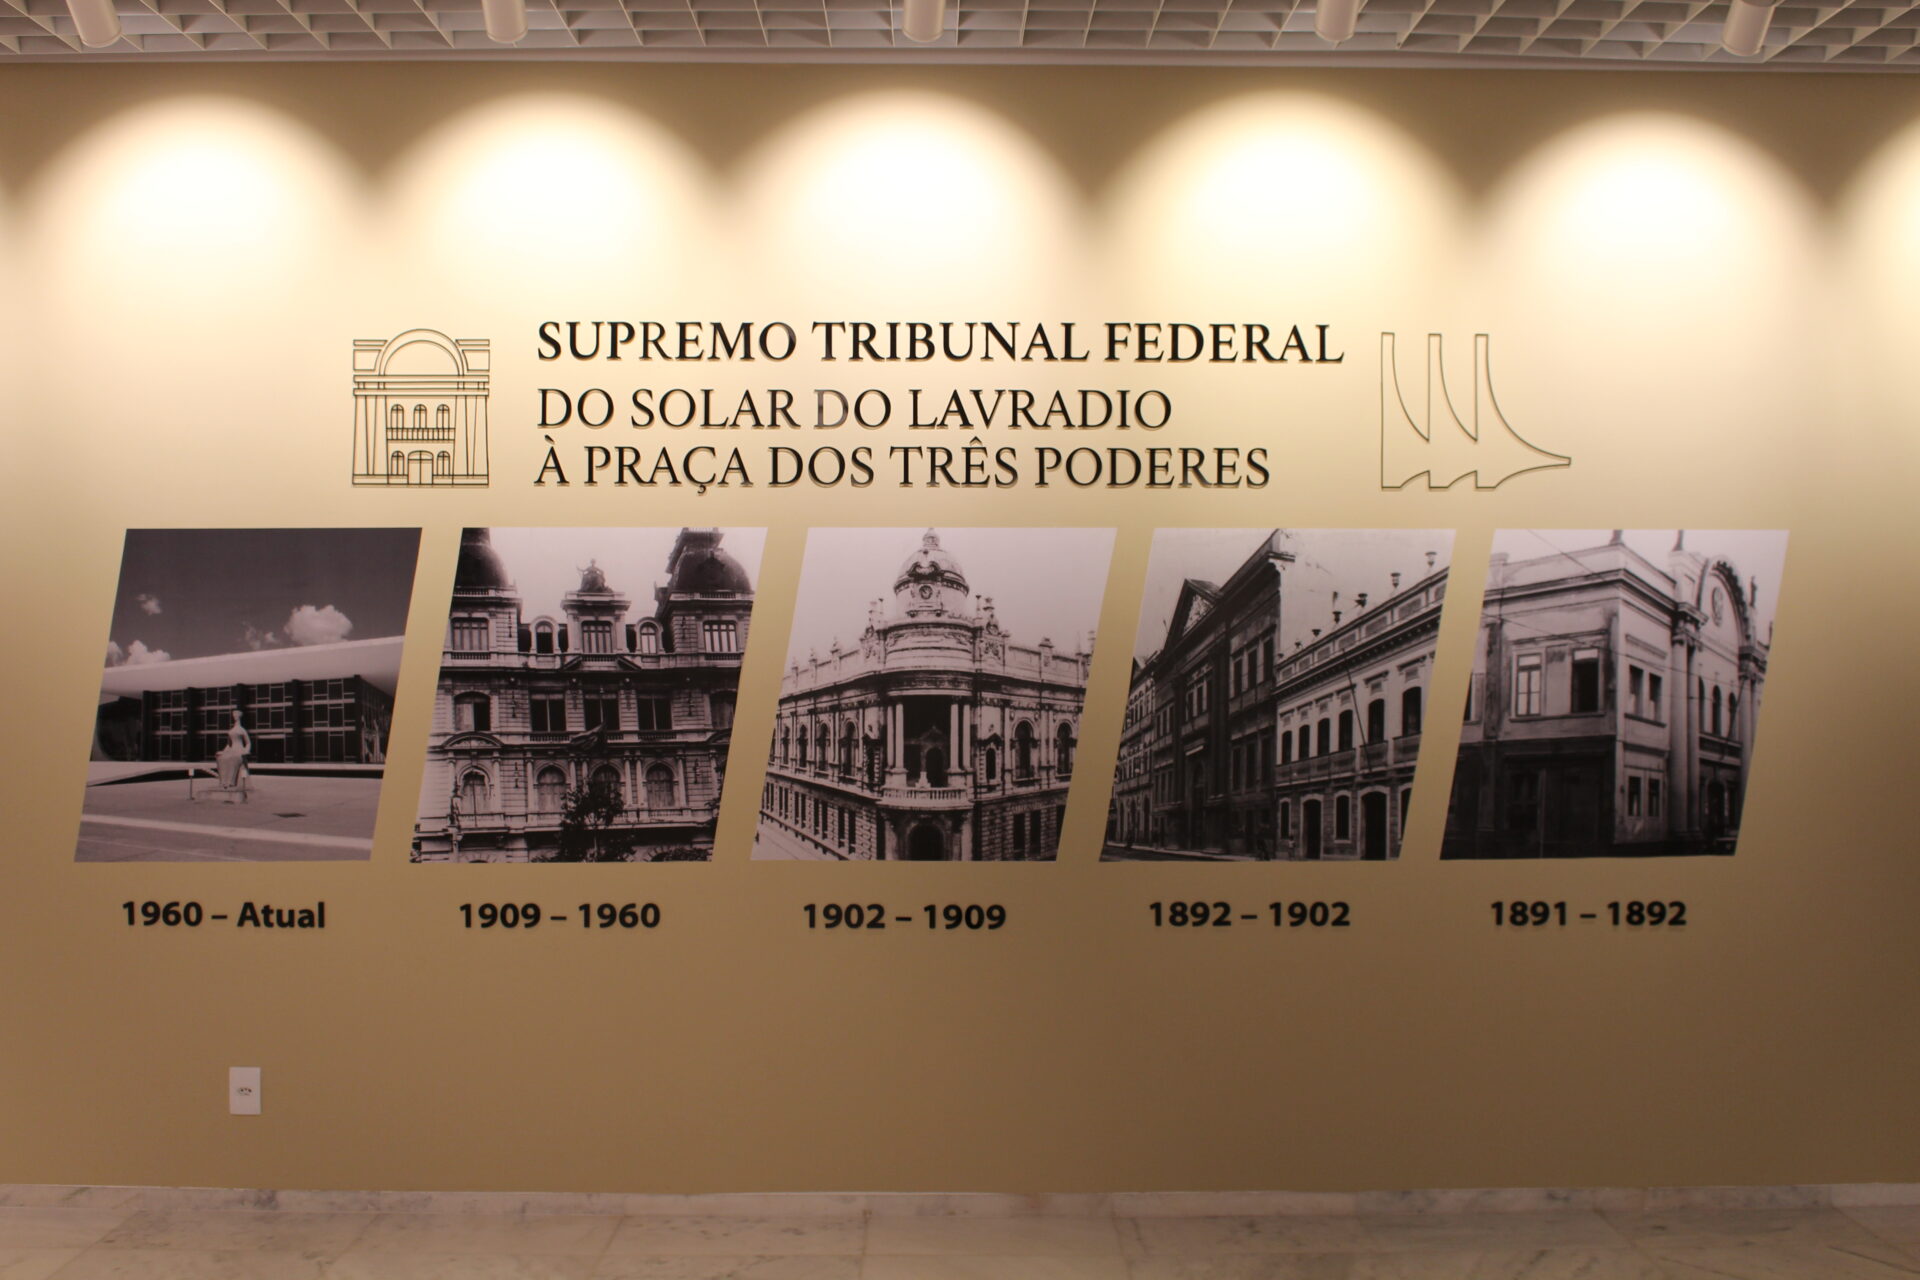 SUPREMO TRIBUNAL FEDERAL
DO SOLAR DO LAVRADIO
À PRAÇA DOS TRÊS PODERES
1960 – Atual
1909 – 1960
1902 – 1909
1892 – 1902
1891 – 1892